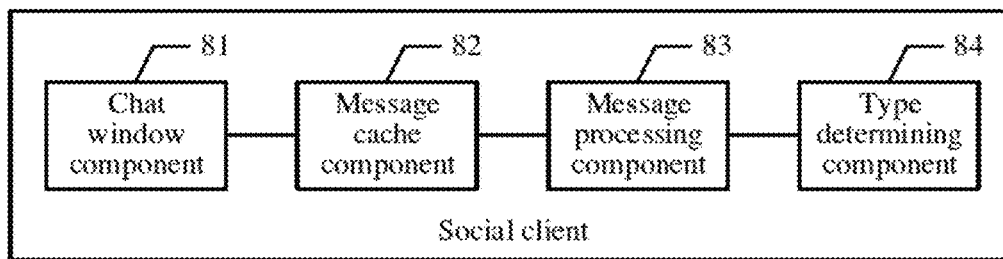 81
82
83
84
Chat
window
component
Message
cache
component
Message
processing
component
Type
determining
component
Social client